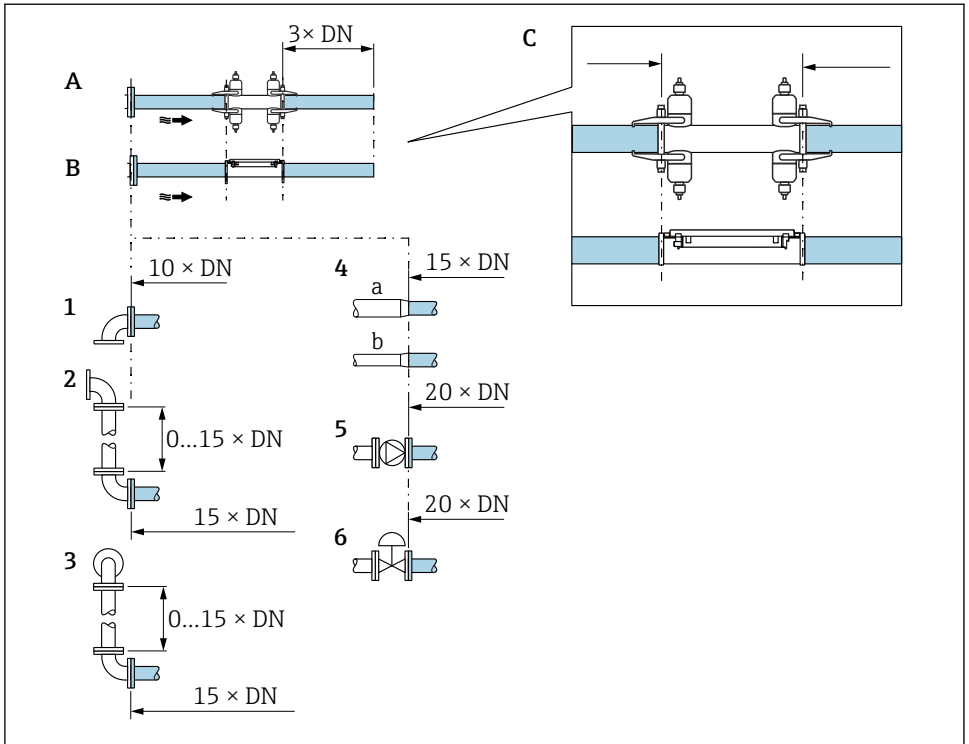 3× DN
C
A
B
10 × DN
4
15 × DN
1
a
b
2
20 × DN
0...15 × DN
5
15 × DN
20 × DN
6
3
0...15 × DN
15 × DN